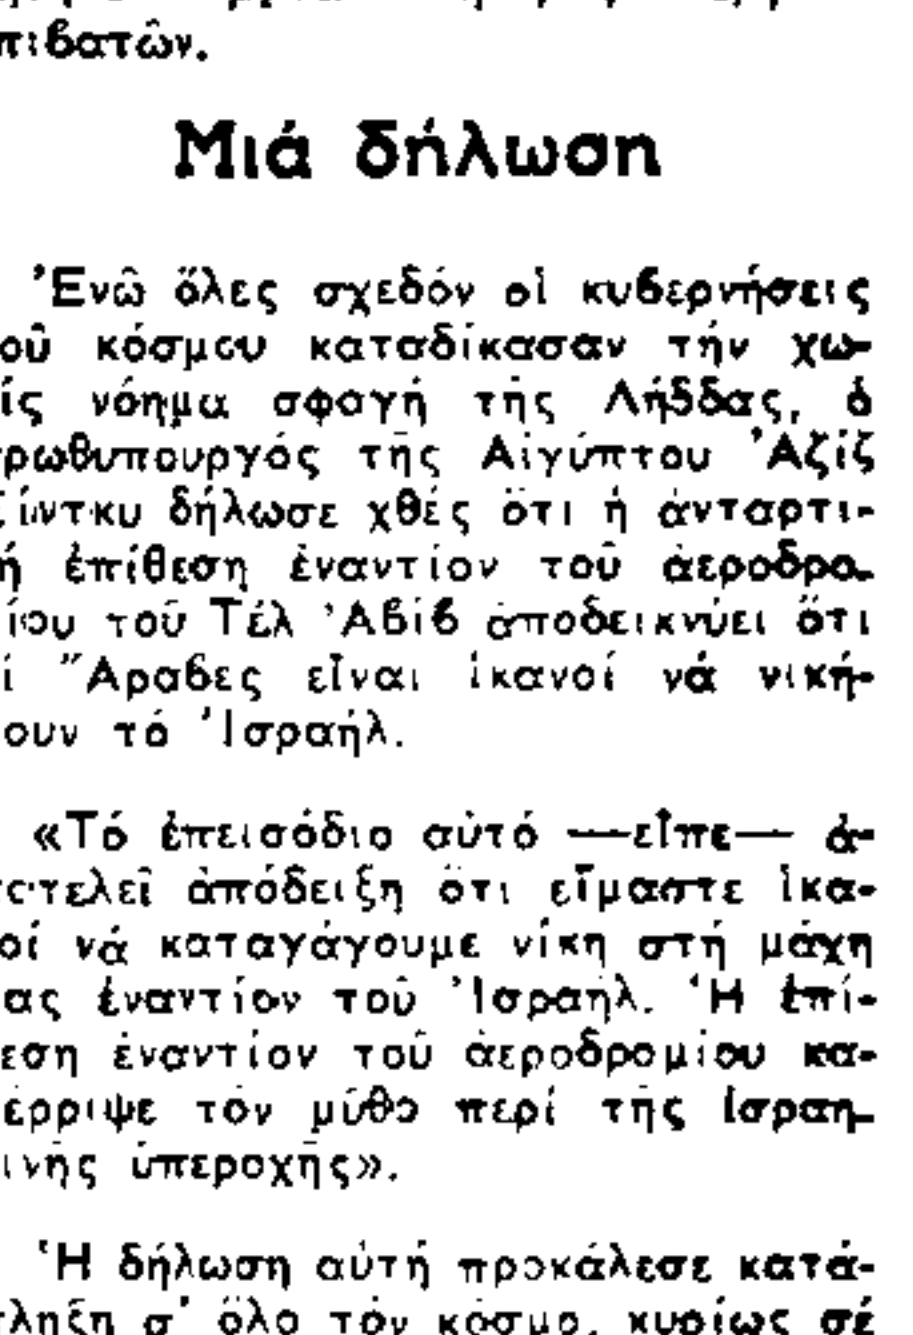 πιβατῶν.
Μιά δήλωση
Ἐνῶ ὅλες σχεδόν οἱ κυβερνήσεις
οῦ κόσμου καταδίκασαν τήν χω-
ίς νόημα σφαγή τῆς Λήδδας, ὁ
ρωθυπουργός τῆς Αἰγύπτου Ἀζίζ
δήλωσε χθές ὅτι ἡ ἀνταρτι-
ή ἐπίθεση ἐναντίον τοῦ ἀεροδρο-
ίου τοῦ Τέλ Ἀβίβ ἀποδεικνύει ὅτι
ί Ἄραβες εἶναι ἱκανοί νά νική-
ουν τό Ἰσραήλ.
«Τό ἐπεισόδιο αὐτό —εἶπε— ἀ-
ποτελεῖ ἀπόδειξη ὅτι εἴμαστε ἱκα-
οί νά καταγάγουμε νίκη στή μάχη
ας ἐναντίον τοῦ Ἰσραήλ. Ἡ ἐπί-
εση ἐναντίον τοῦ ἀεροδρομίου κα-
έρριψε τόν μῦθο περί τῆς ἰσραη-
ινῆς ὑπεροχῆς».
Ἡ δήλωση αὐτή προκάλεσε κατά-
πληξη σ' ὅλο τόν κόσμο, κυρίως σέ